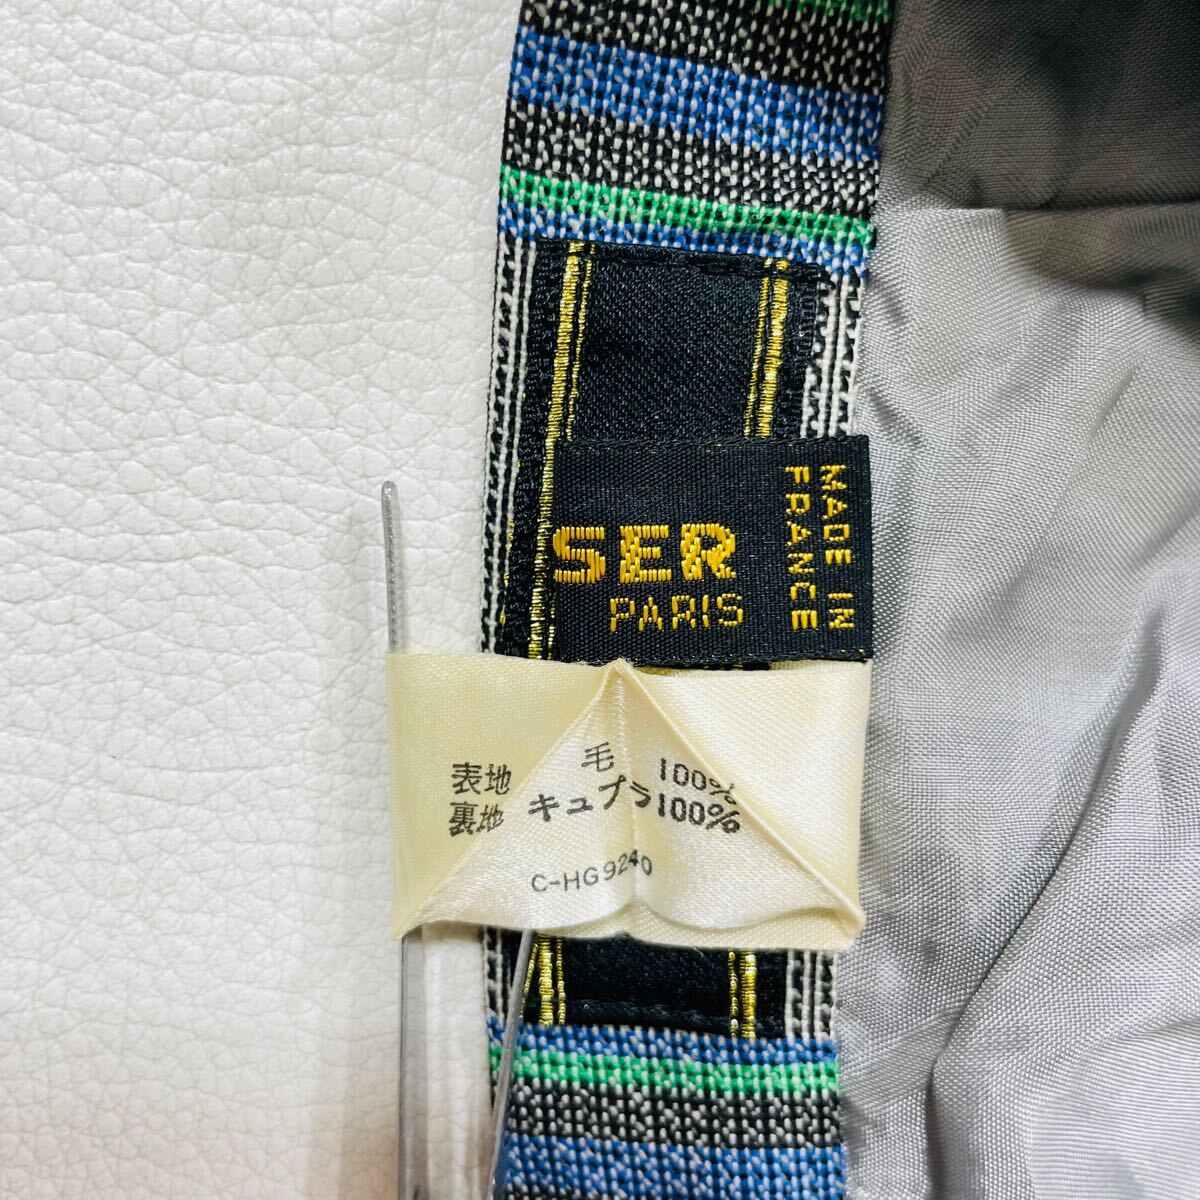 SER
PARIS
MADE IN
FRANCE
表地 毛 100%
裏地 キュプラ 100%
C-HG9240